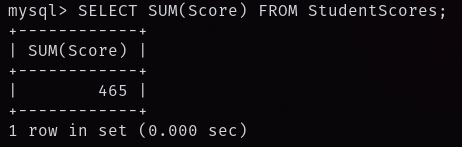 mysql> SELECT SUM(Score) FROM StudentScores;
+------------+
| SUM(Score) |
+------------+
|        465 |
+------------+
1 row in set (0.000 sec)